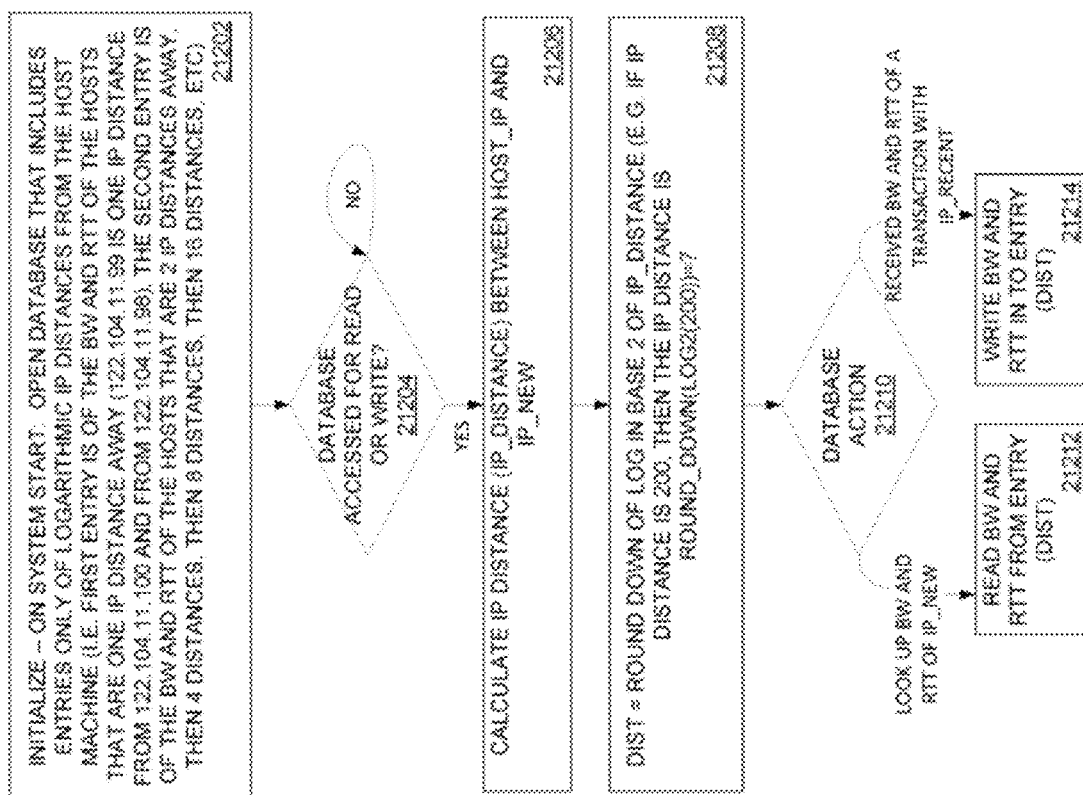 INITIALIZE – ON SYSTEM START. OPEN DATABASE THAT INCLUDES
ENTRIES ONLY OF LOGARITHMIC IP DISTANCES FROM THE HOST
MACHINE (I.E. FIRST ENTRY IS OF THE BW AND RTT OF THE HOSTS
THAT ARE ONE IP DISTANCE AWAY (122.104.11.99 IS ONE IP DISTANCE
FROM 122.104.11.100 AND FROM 122.104.11.98). THE SECOND ENTRY IS
OF THE BW AND RTT OF THE HOSTS THAT ARE 2 IP DISTANCES AWAY,
THEN 4 DISTANCES, THEN 8 DISTANCES, THEN 16 DISTANCES, ETC)
21202
DATABASE
ACCESSED FOR READ
OR WRITE?
21204
NO
YES
CALCULATE IP DISTANCE (IP_DISTANCE) BETWEEN HOST_IP AND
IP_NEW
21206
DIST = ROUND DOWN OF LOG IN BASE 2 OF IP_DISTANCE (E.G. IF IP
DISTANCE IS 200, THEN THE IP DISTANCE IS
ROUND_DOWN(LOG2(200))=7
21208
DATABASE
ACTION
21210
LOOK UP BW AND
RTT OF IP_NEW
RECEIVED BW AND RTT OF A
TRANSACTION WITH
IP_RECENT
READ BW AND
RTT FROM ENTRY
(DIST)
21212
WRITE BW AND
RTT IN TO ENTRY
(DIST)
21214